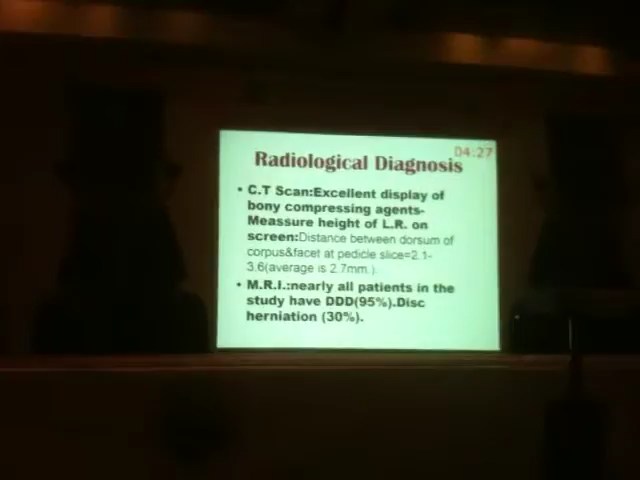 04:27
Radiological Diagnosis
• C.T Scan:Excellent display of
bony compressing agents-
Meassure height of L.R. on
screen:Distance between dorsum of
corpus&facet at pedicle slice=2.1-
3.6(average is 2.7mm.).
• M.R.I.:nearly all patients in the
study have DDD(95%).Disc
herniation (30%).